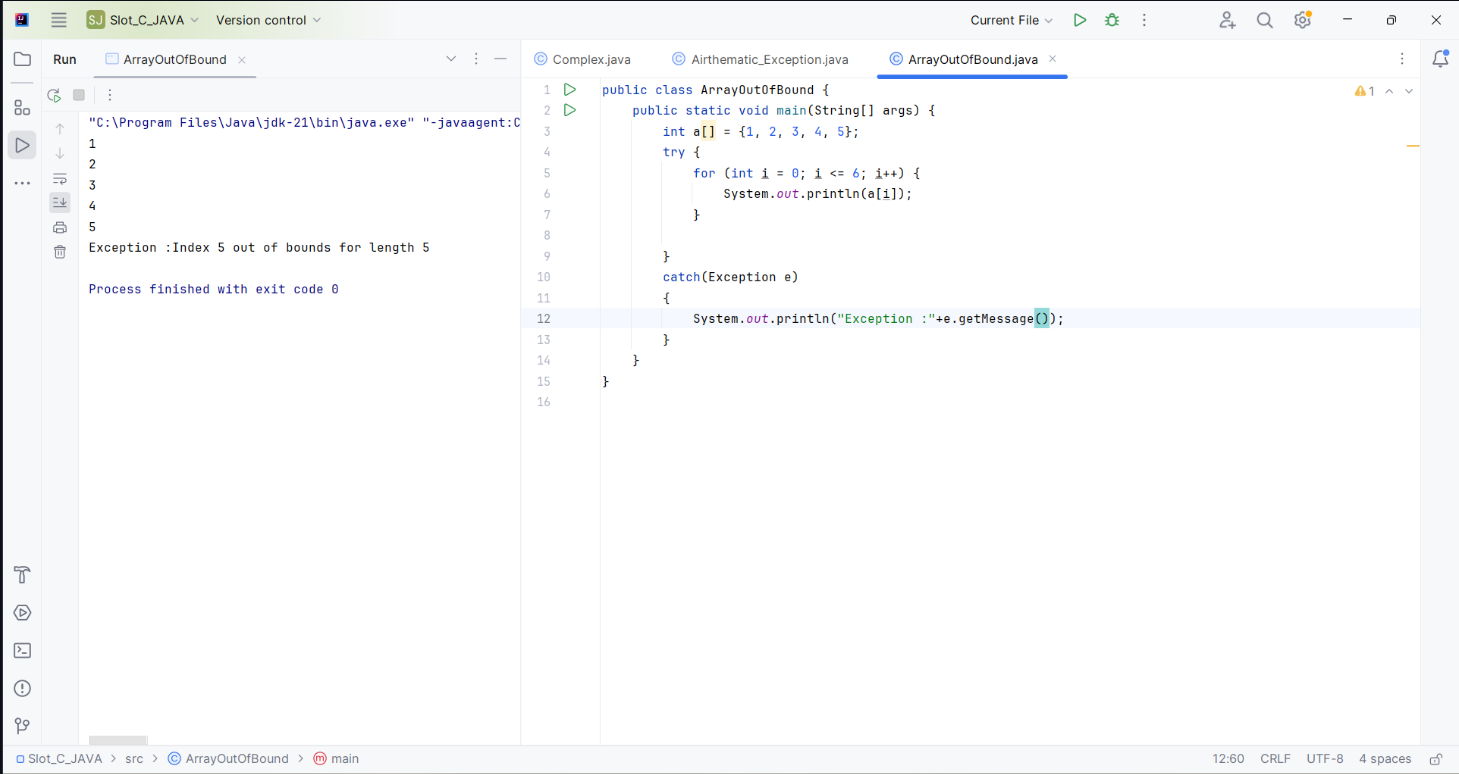 SJ Slot_C_JAVA Version control Current File
Run ArrayOutOfBound
"C:\Program Files\Java\jdk-21\bin\java.exe" "-javaagent:C
1
2
3
4
5
Exception :Index 5 out of bounds for length 5
Process finished with exit code 0
Complex.java Airthematic_Exception.java ArrayOutOfBound.java
1 public class ArrayOutOfBound {
2 public static void main(String[] args) {
3 int a[] = {1, 2, 3, 4, 5};
4 try {
5 for (int i = 0; i <= 6; i++) {
6 System.out.println(a[i]);
7 }
8
9 }
10 catch(Exception e)
11 {
12 System.out.println("Exception :"+e.getMessage());
13 }
14 }
15 }
16
1
Slot_C_JAVA > src > ArrayOutOfBound > m main 12:60 CRLF UTF-8 4 spaces